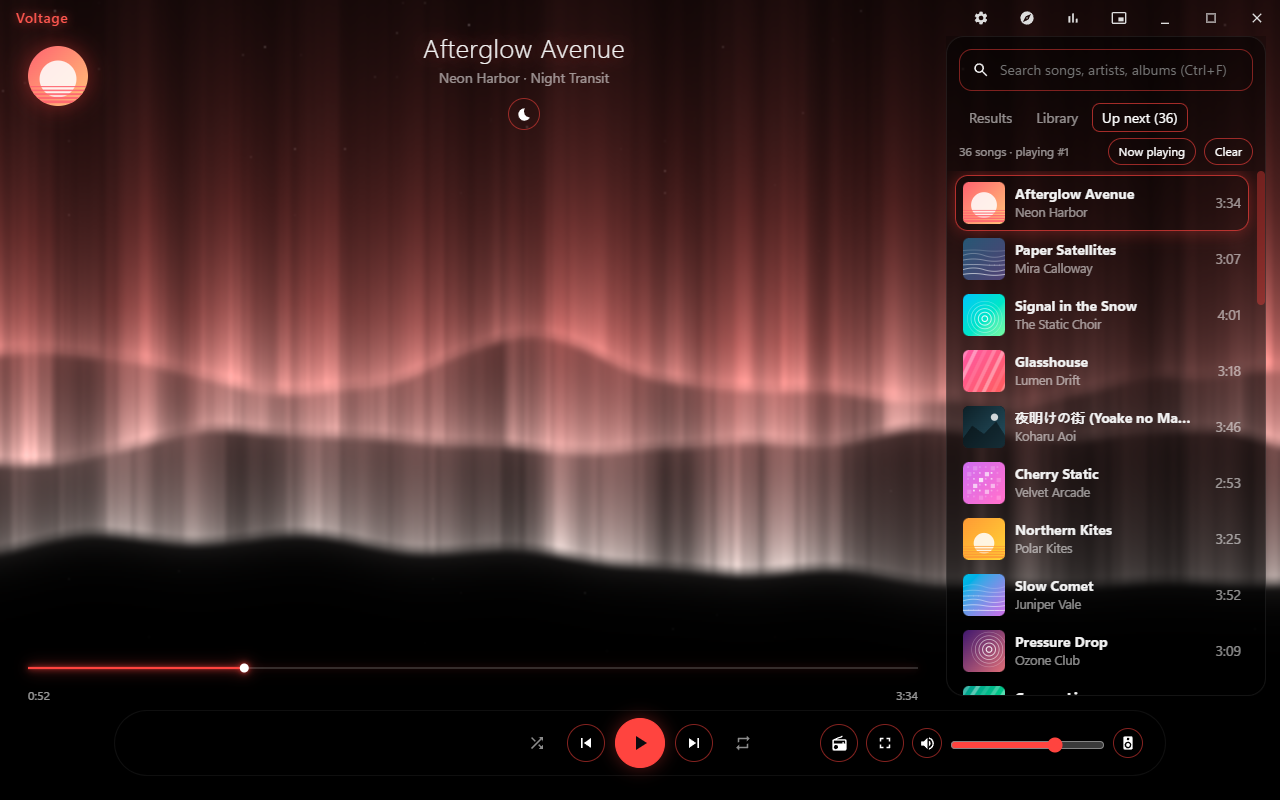 Voltage
Afterglow Avenue
Neon Harbor · Night Transit
Search songs, artists, albums (Ctrl+F)
Results
Library
Up next (36)
36 songs · playing #1
Now playing
Clear
Afterglow Avenue
Neon Harbor
3:34
Paper Satellites
Mira Calloway
3:07
Signal in the Snow
The Static Choir
4:01
Glasshouse
Lumen Drift
3:18
夜明けの街 (Yoake no Ma...
Koharu Aoi
3:46
Cherry Static
Velvet Arcade
2:53
Northern Kites
Polar Kites
3:25
Slow Comet
Juniper Vale
3:52
Pressure Drop
Ozone Club
3:09
0:52
3:34